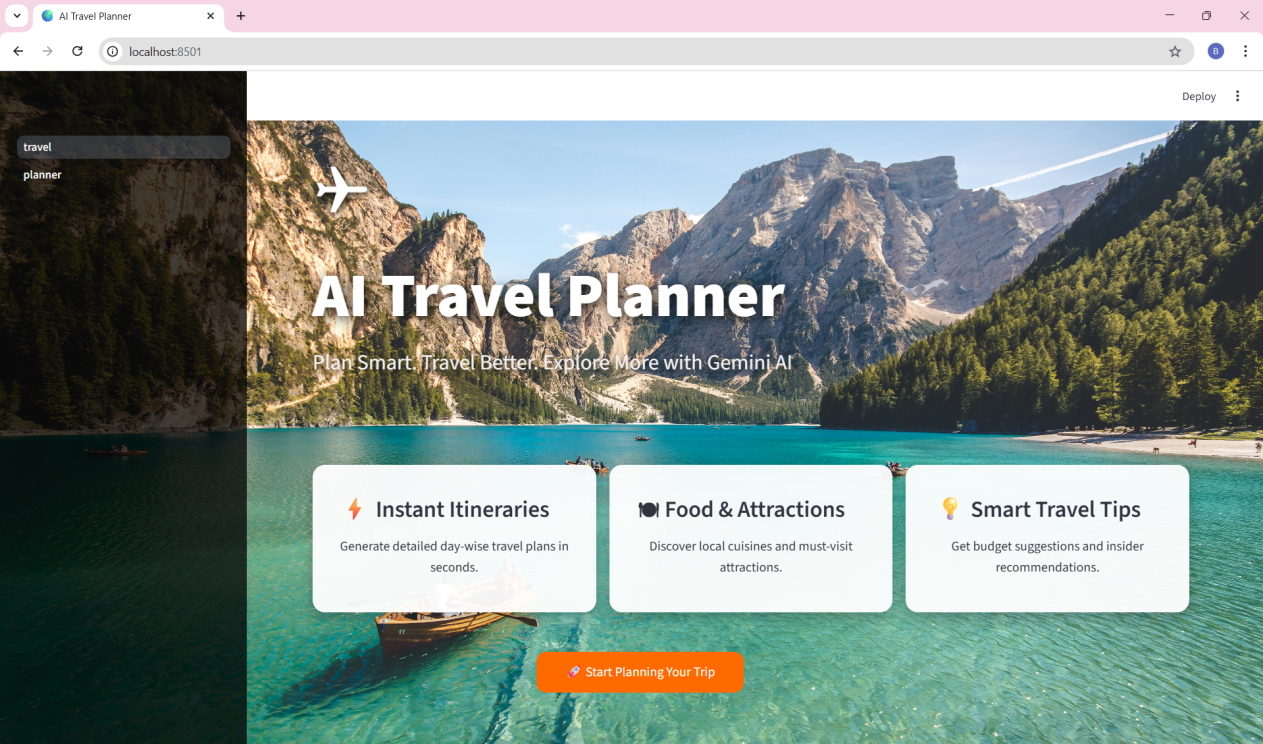 AI Travel Planner
localhost:8501
B
Deploy
travel
planner
AI Travel Planner
Plan Smart. Travel Better. Explore More with Gemini AI
⚡ Instant Itineraries
Generate detailed day-wise travel plans in
seconds.
🍽 Food & Attractions
Discover local cuisines and must-visit
attractions.
💡 Smart Travel Tips
Get budget suggestions and insider
recommendations.
🚀 Start Planning Your Trip